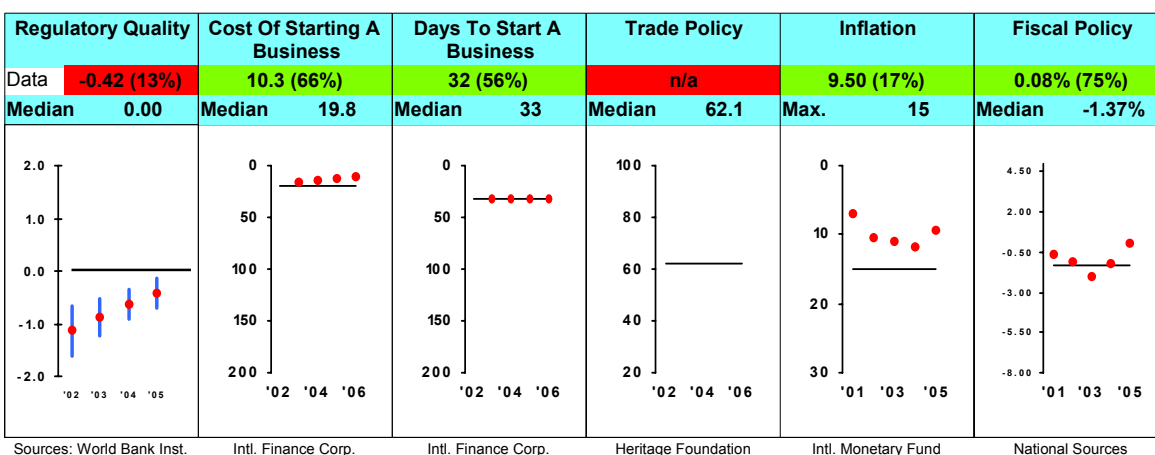 Regulatory Quality
Cost Of Starting A
Business
Days To Start A
Business
Trade Policy
Inflation
Fiscal Policy
Data -0.42 (13%)
10.3 (66%)
32 (56%)
n/a
9.50 (17%)
0.08% (75%)
Median 0.00
Median 19.8
Median 33
Median 62.1
Max. 15
Median -1.37%
2.0
1.0
0.0
-1.0
-2.0
'02 '03 '04 '05
0
50
100
150
200
'02 '04 '06
0
50
100
150
200
'02 '04 '06
100
80
60
40
20
'02 '04 '06
0
10
20
30
'01 '03 '05
4.50
2.00
-0.50
-3.00
-5.50
-8.00
'01 '03 '05
Sources: World Bank Inst.
Intl. Finance Corp.
Intl. Finance Corp.
Heritage Foundation
Intl. Monetary Fund
National Sources